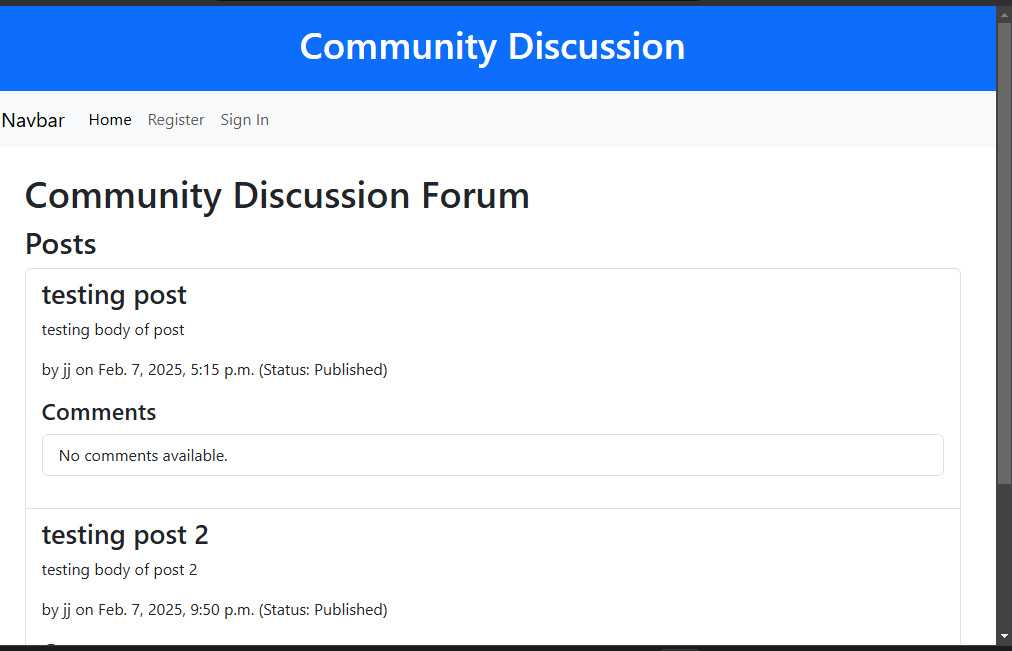 Community Discussion
Navbar Home Register Sign In
Community Discussion Forum
Posts
testing post
testing body of post
by jj on Feb. 7, 2025, 5:15 p.m. (Status: Published)
Comments
No comments available.
testing post 2
testing body of post 2
by jj on Feb. 7, 2025, 9:50 p.m. (Status: Published)